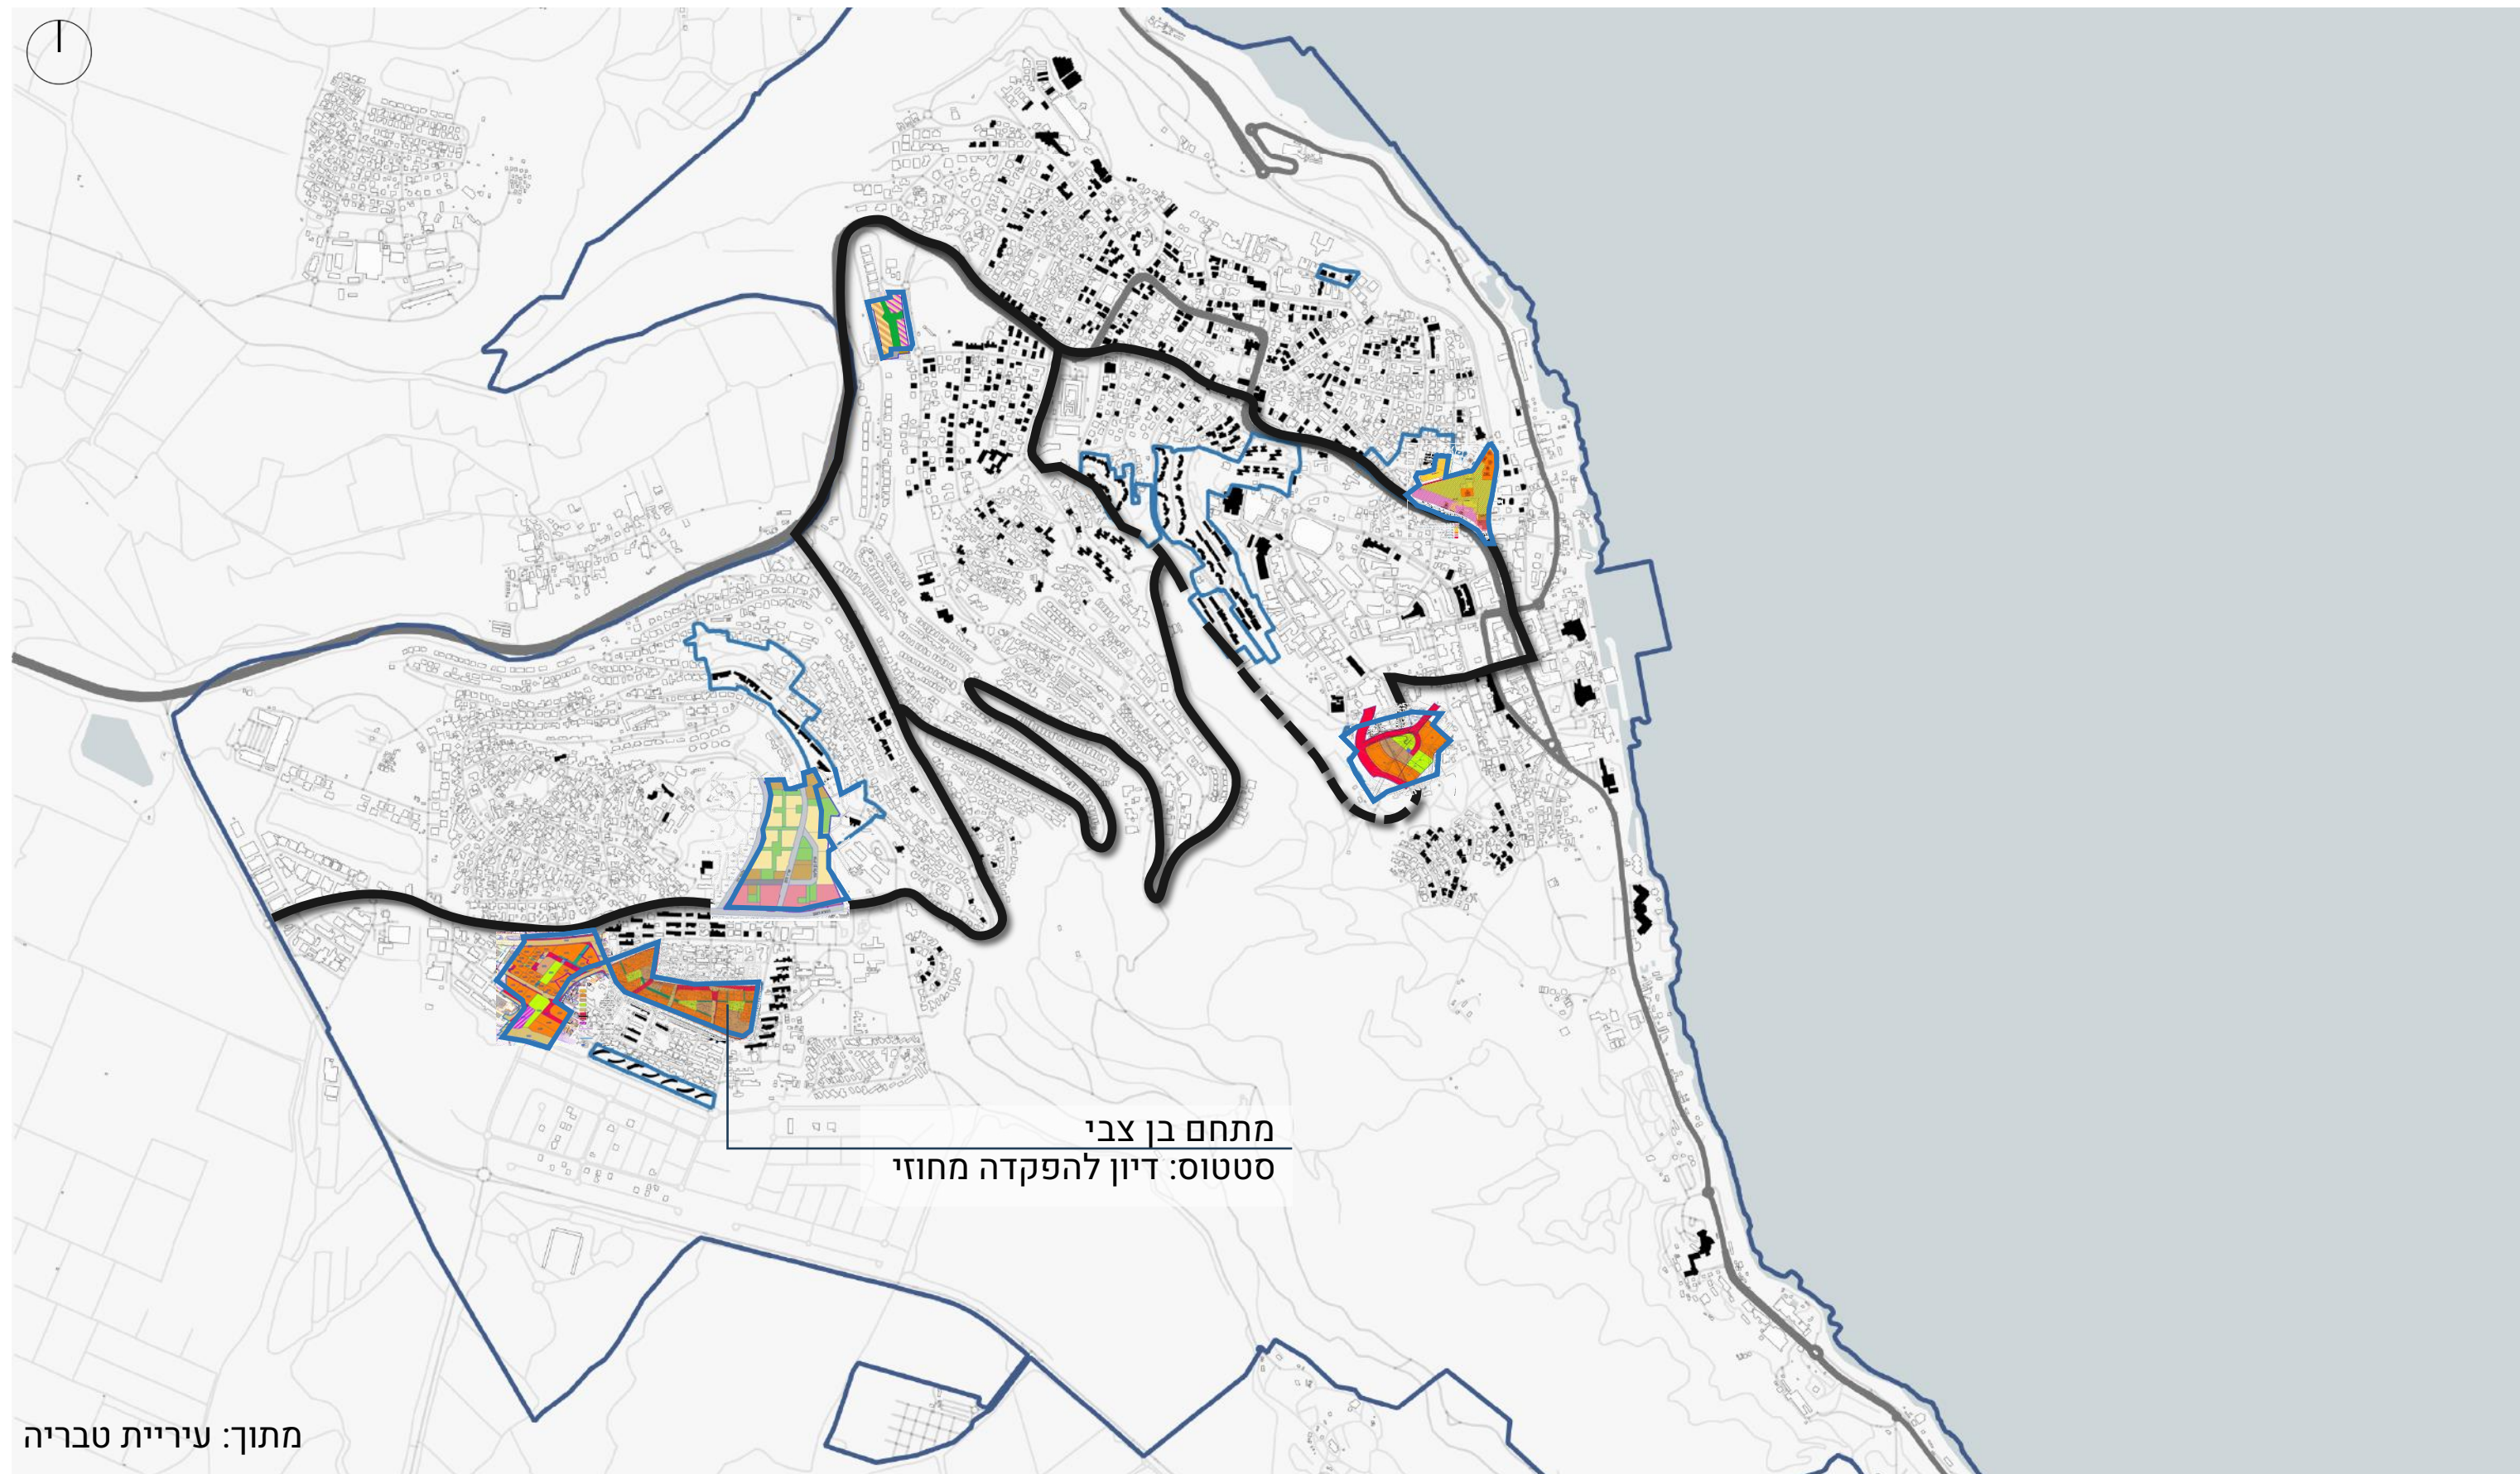 מתחם בן צבי
סטטוס: דיון להפקדה מחוזי
מתוך: עיריית טבריה